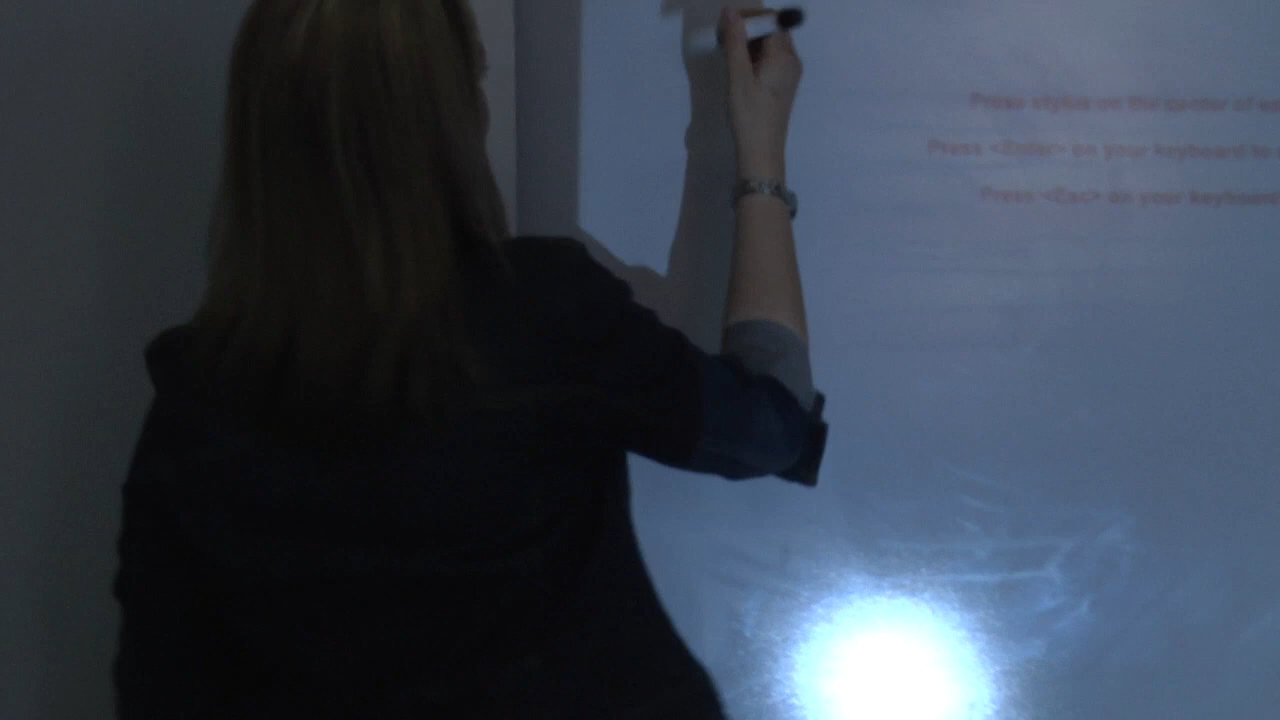 Press stylus on the center of
Press <Enter> on your keyboard to
Press <Esc> on your keyboard